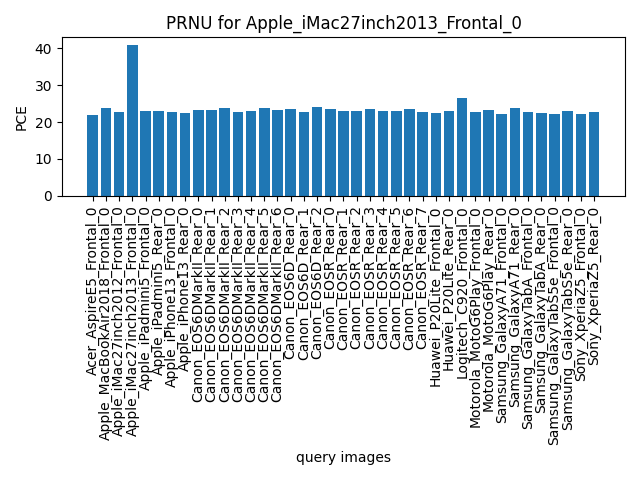 PRNU for Apple_iMac27inch2013_Frontal_0
PCE
40
30
20
10
0
Acer_AspireE5_Frontal_0
Apple_MacBookAir2018_Frontal_0
Apple_iMac27inch2012_Frontal_0
Apple_iMac27inch2013_Frontal_0
Apple_iPadmini5_Frontal_0
Apple_iPadmini5_Rear_0
Apple_iPhone13_Frontal_0
Apple_iPhone13_Rear_0
Canon_EOS6DMarkII_Rear_0
Canon_EOS6DMarkII_Rear_1
Canon_EOS6DMarkII_Rear_2
Canon_EOS6DMarkII_Rear_3
Canon_EOS6DMarkII_Rear_4
Canon_EOS6DMarkII_Rear_5
Canon_EOS6DMarkII_Rear_6
Canon_EOS6D_Rear_0
Canon_EOS6D_Rear_1
Canon_EOS6D_Rear_2
Canon_EOSR_Rear_0
Canon_EOSR_Rear_1
Canon_EOSR_Rear_2
Canon_EOSR_Rear_3
Canon_EOSR_Rear_4
Canon_EOSR_Rear_5
Canon_EOSR_Rear_6
Canon_EOSR_Rear_7
Huawei_P20Lite_Frontal_0
Huawei_P20Lite_Rear_0
Logitech_C920_Frontal_0
Motorola_MotoG6Play_Frontal_0
Motorola_MotoG6Play_Rear_0
Samsung_GalaxyA71_Frontal_0
Samsung_GalaxyA71_Rear_0
Samsung_GalaxyTabA_Frontal_0
Samsung_GalaxyTabA_Rear_0
Samsung_GalaxyTabS5e_Frontal_0
Samsung_GalaxyTabS5e_Rear_0
Sony_XperiaZ5_Frontal_0
Sony_XperiaZ5_Rear_0
query images